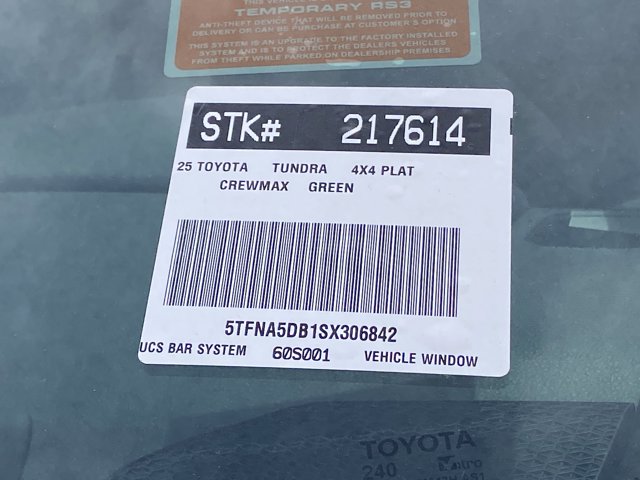 TEMPORARY RS3
ANTI-THEFT DEVICE THAT WILL BE REMOVED PRIOR TO
DELIVERY OR CAN BE PURCHASE AT CUSTOMER'S OPTION
THIS SYSTEM IS AN UPGRADE TO THE FACTORY INSTALLED
SYSTEM AND IS TO PROTECT THE DEALERS VEHICLES
FROM THEFT WHILE PARKED ON DEALERSHIP PREMISES
STK# 217614
25 TOYOTA TUNDRA 4X4 PLAT
CREWMAX GREEN
5TFNA5DB1SX306842
UCS BAR SYSTEM 60S001 VEHICLE WINDOW
TOYOTA
240